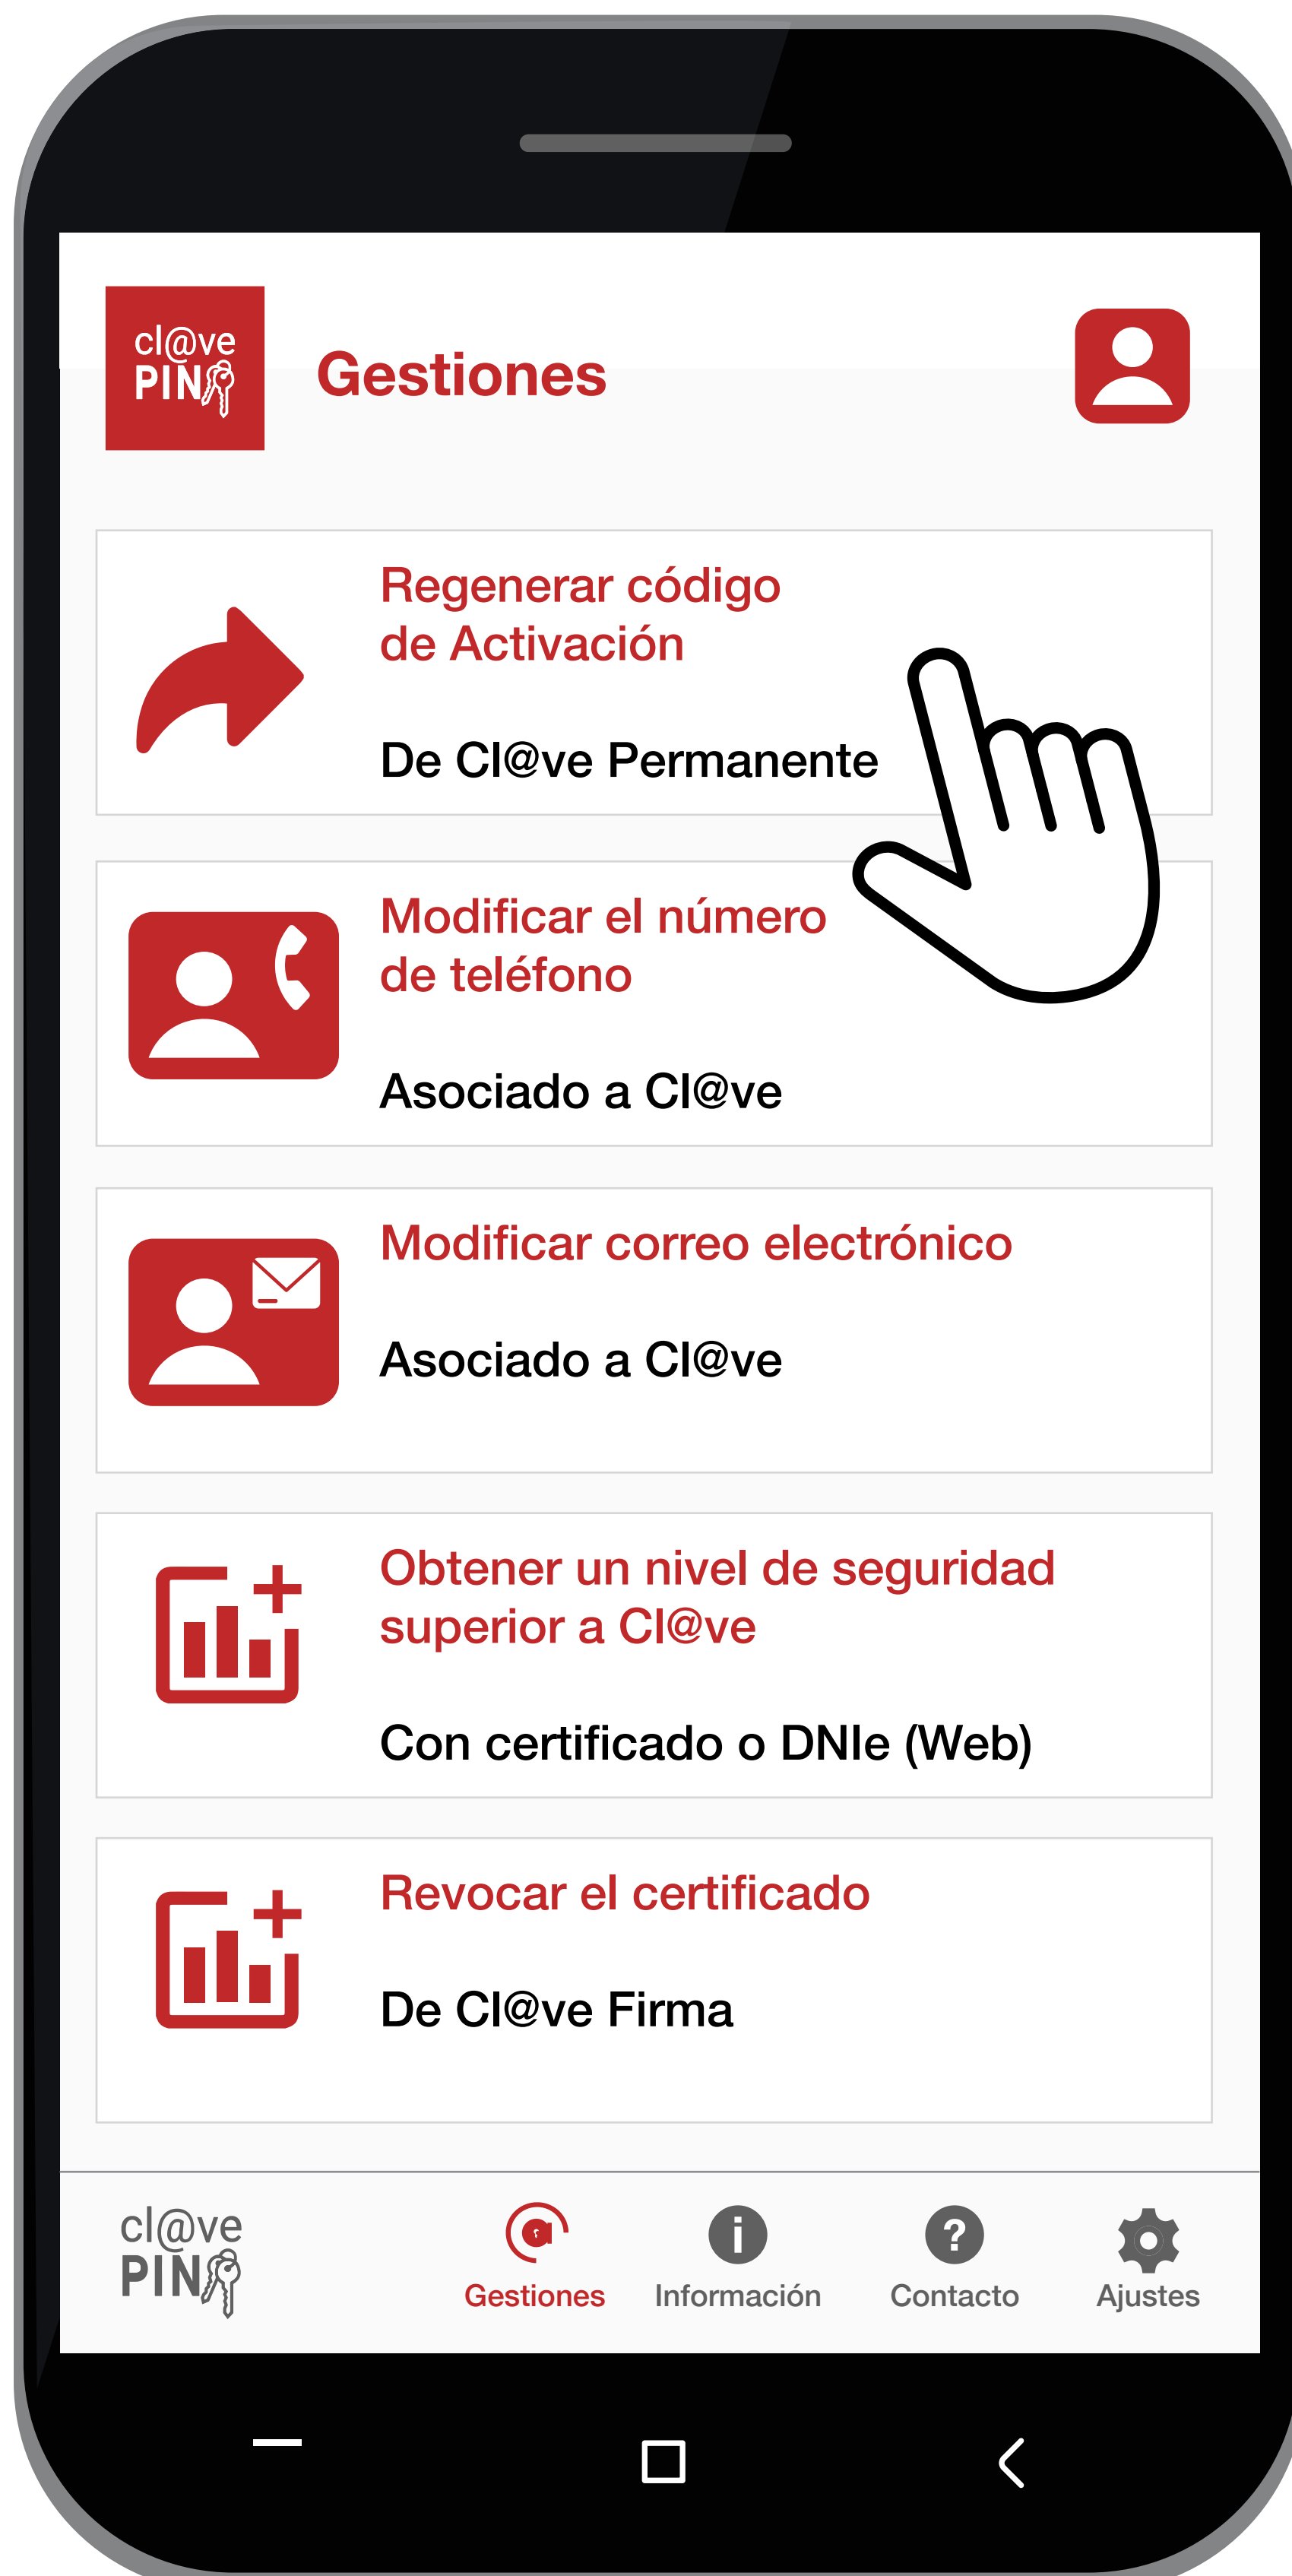 cl@ve
PIN
Gestiones
Regenerar código
de Activación
De Cl@ve Permanente
Modificar el número
de teléfono
Asociado a Cl@ve
Modificar correo electrónico
Asociado a Cl@ve
Obtener un nivel de seguridad
superior a Cl@ve
Con certificado o DNIe (Web)
Revocar el certificado
De Cl@ve Firma
cl@ve
PIN
Gestiones
Información
Contacto
Ajustes